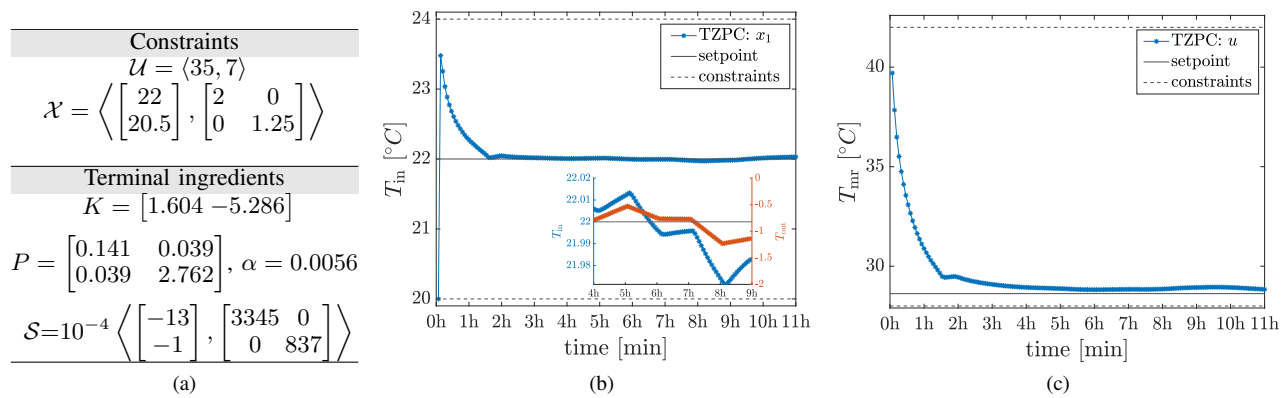 Constraints
𝒰 = ⟨35, 7⟩
𝒳 = ⟨[22 20.5], [2 0 0 1.25]⟩
Terminal ingredients
K = [1.604 −5.286]
P = [0.141 0.039 0.039 2.762], α = 0.0056
𝒮=10⁻⁴ ⟨[−13 −1], [3345 0 0 837]⟩
(a)
24
23
22
21
20
T_in [°C]
TZPC: x₁
setpoint
constraints
22.02
22.01
22
21.99
21.98
T_in
0
-0.5
-1
-1.5
-2
T_out
4h 5h 6h 7h 8h 9h
0h 1h 2h 3h 4h 5h 6h 7h 8h 9h 10h 11h
time [min]
(b)
40
35
29
28
T_mr [°C]
TZPC: u
setpoint
constraints
0h 1h 2h 3h 4h 5h 6h 7h 8h 9h 10h 11h
time [min]
(c)